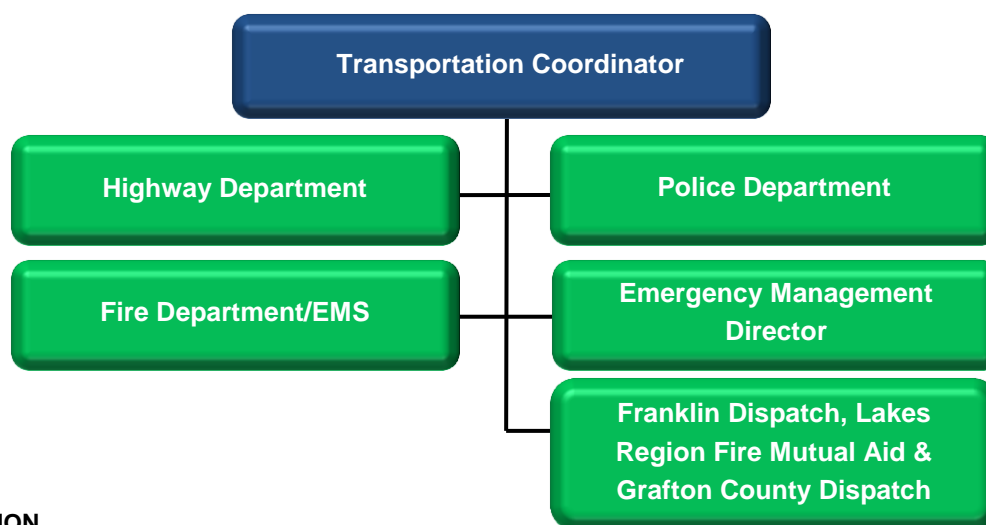 Transportation Coordinator
Highway Department
Police Department
Fire Department/EMS
Emergency Management
Director
Franklin Dispatch, Lakes
Region Fire Mutual Aid &
Grafton County Dispatch